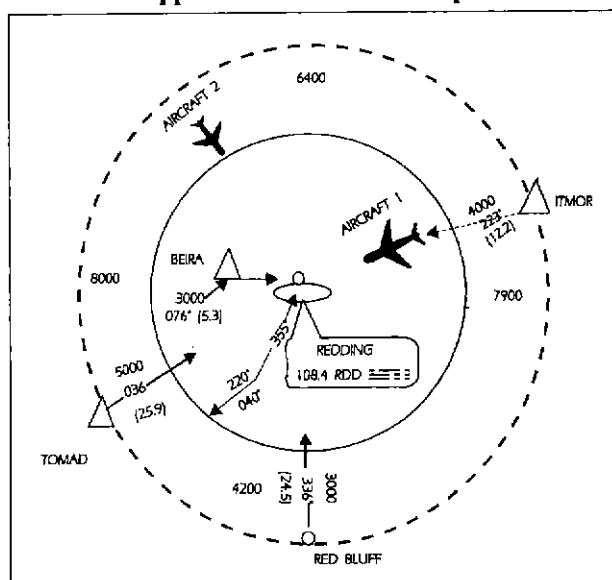 6400
AIRCRAFT 2
AIRCRAFT 1
4000
223°
(12.2)
ITMOR
BEIRA
8000
3000
076° (5.3)
7900
5000
036
(25.9)
355°
REDDING
108.4 RDD
220°
040°
TOMAD
4200
(24.5)
336°
3000
RED BLUFF